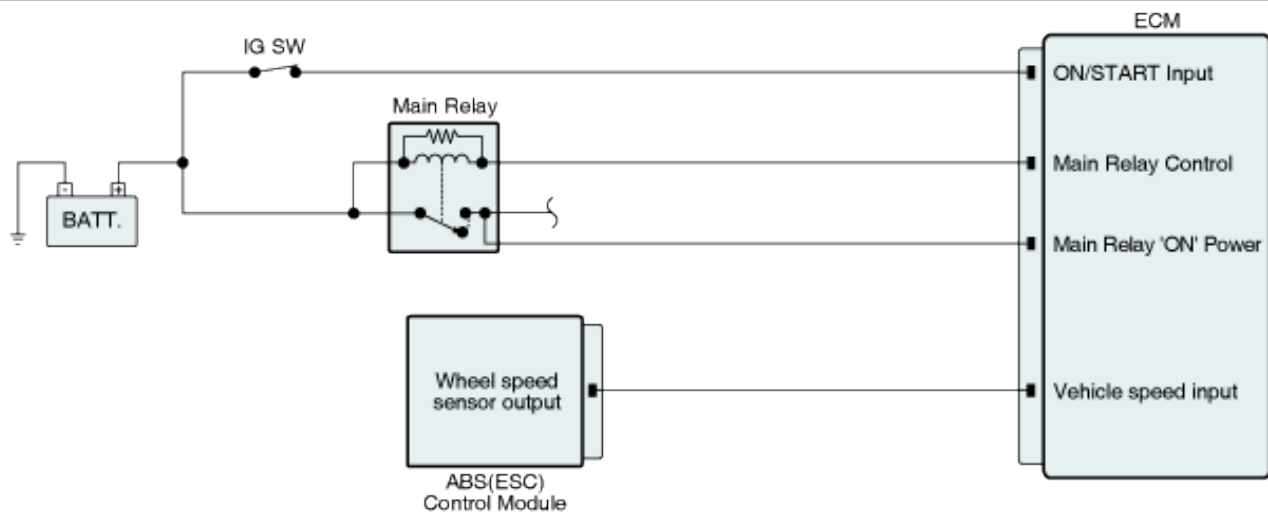 ECM
IG SW
ON/START Input
Main Relay
Main Relay Control
- +
BATT.
Main Relay 'ON' Power
Wheel speed
sensor output
Vehicle speed input
ABS(ESC)
Control Module